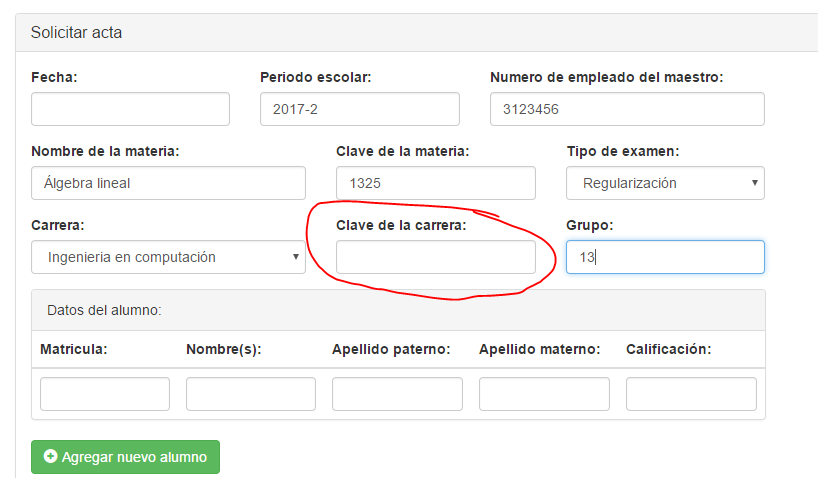 Solicitar acta
Fecha: Periodo escolar: Numero de empleado del maestro:
2017-2 3123456
Nombre de la materia: Clave de la materia: Tipo de examen:
Álgebra lineal 1325 Regularización
Carrera: Clave de la carrera: Grupo:
Ingenieria en computación 13
Datos del alumno:
Matricula: Nombre(s): Apellido paterno: Apellido materno: Calificación:
Agregar nuevo alumno